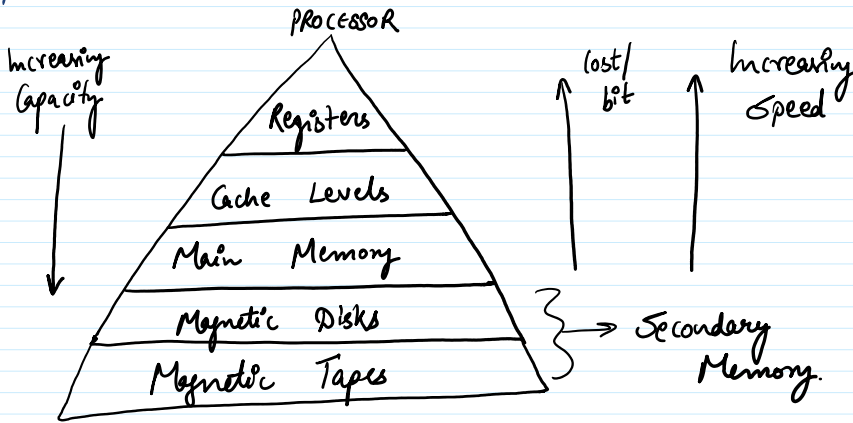 PROCESSOR
Increasing
Capacity
Registers
Cache Levels
Main Memory
Magnetic Disks
Magnetic Tapes
Cost/
bit
Increasing
Speed
Secondary
Memory.